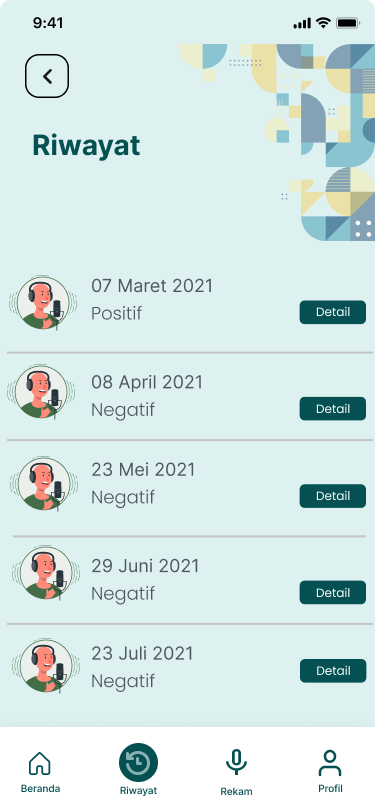 9:41
Riwayat
07 Maret 2021
Positif
Detail
08 April 2021
Negatif
Detail
23 Mei 2021
Negatif
Detail
29 Juni 2021
Negatif
Detail
23 Juli 2021
Negatif
Detail
Beranda
Riwayat
Rekam
Profil